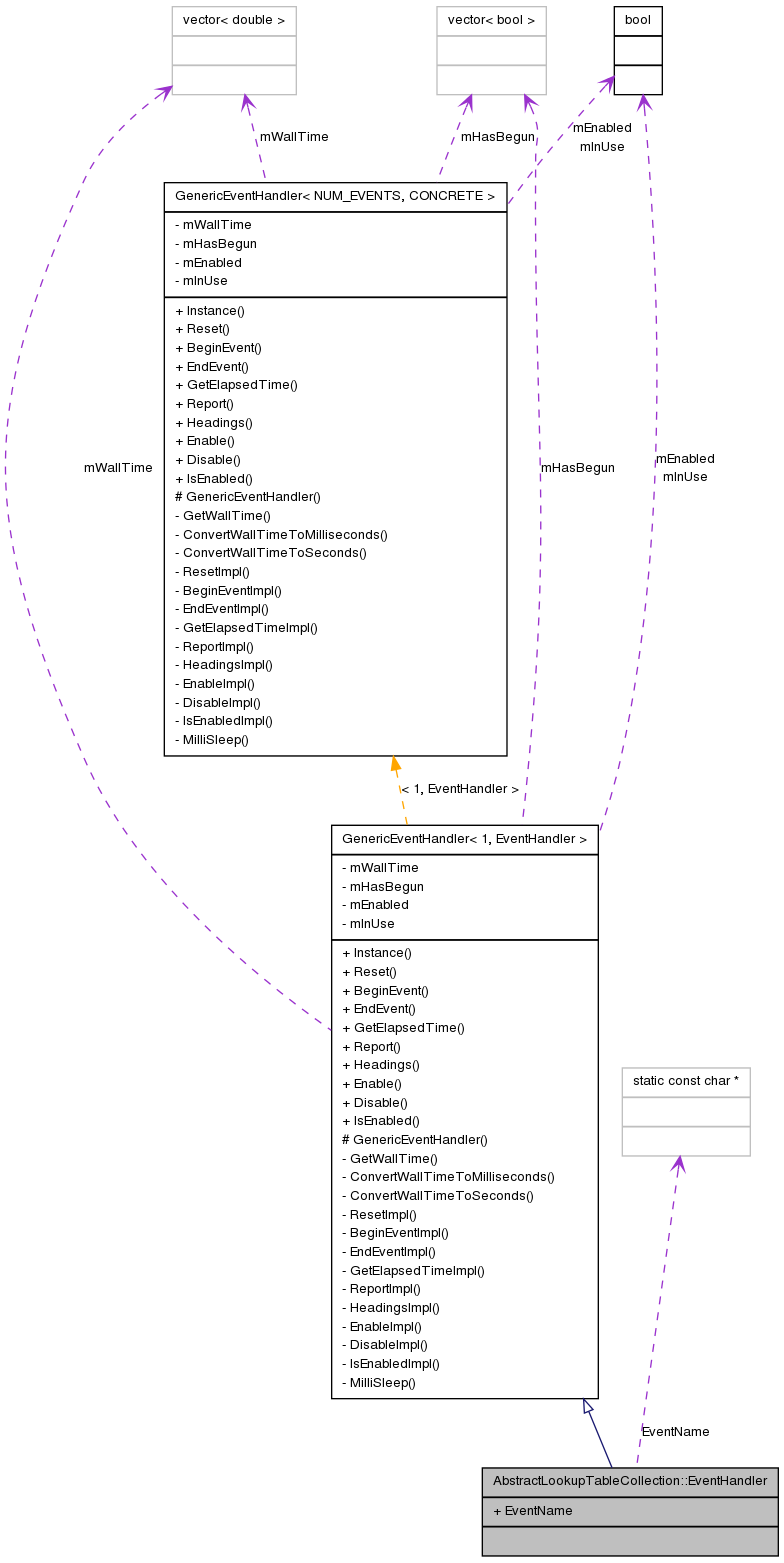 vector< double >
vector< bool >
bool
mWallTime
mHasBegun
mEnabled
mInUse
GenericEventHandler< NUM_EVENTS, CONCRETE >
- mWallTime
- mHasBegun
- mEnabled
- mInUse
+ Instance()
+ Reset()
+ BeginEvent()
+ EndEvent()
+ GetElapsedTime()
+ Report()
+ Headings()
+ Enable()
+ Disable()
+ IsEnabled()
# GenericEventHandler()
- GetWallTime()
- ConvertWallTimeToMilliseconds()
- ConvertWallTimeToSeconds()
- ResetImpl()
- BeginEventImpl()
- EndEventImpl()
- GetElapsedTimeImpl()
- ReportImpl()
- HeadingsImpl()
- EnableImpl()
- DisableImpl()
- IsEnabledImpl()
- MilliSleep()
mWallTime
mHasBegun
mEnabled
mInUse
< 1, EventHandler >
GenericEventHandler< 1, EventHandler >
- mWallTime
- mHasBegun
- mEnabled
- mInUse
+ Instance()
+ Reset()
+ BeginEvent()
+ EndEvent()
+ GetElapsedTime()
+ Report()
+ Headings()
+ Enable()
+ Disable()
+ IsEnabled()
# GenericEventHandler()
- GetWallTime()
- ConvertWallTimeToMilliseconds()
- ConvertWallTimeToSeconds()
- ResetImpl()
- BeginEventImpl()
- EndEventImpl()
- GetElapsedTimeImpl()
- ReportImpl()
- HeadingsImpl()
- EnableImpl()
- DisableImpl()
- IsEnabledImpl()
- MilliSleep()
static const char *
EventName
AbstractLookupTableCollection::EventHandler
+ EventName